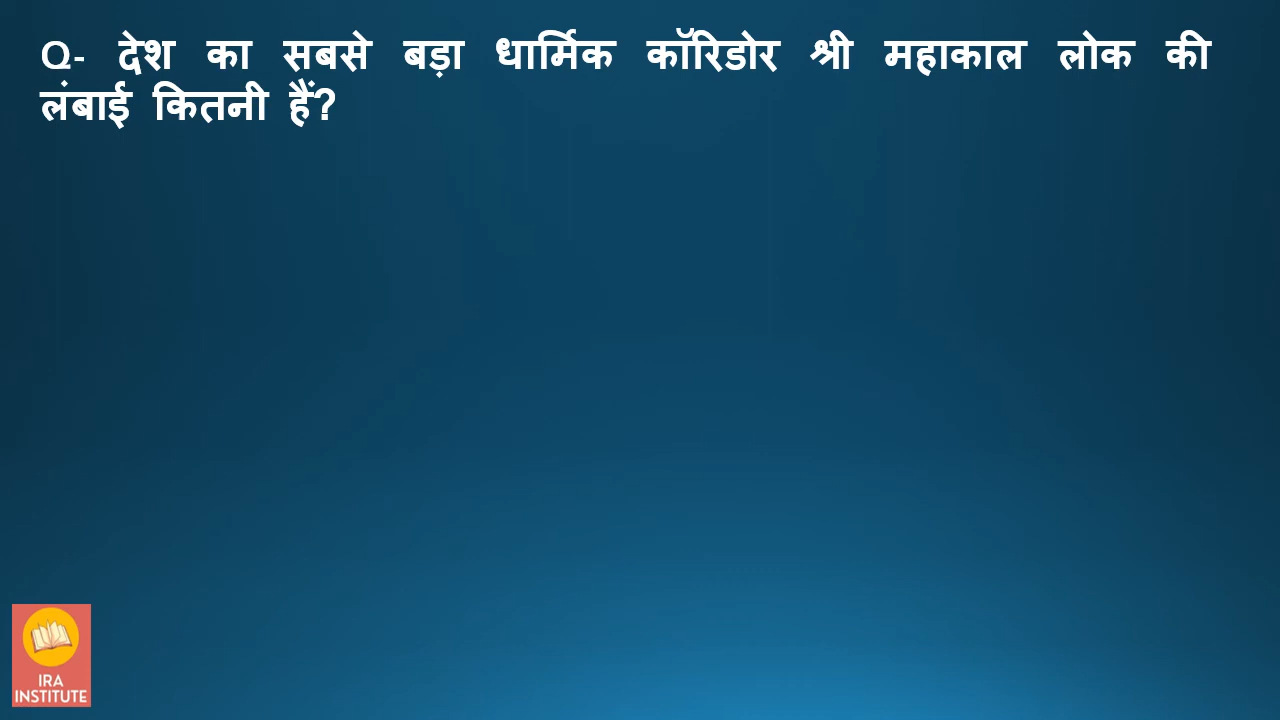 Q- देश का सबसे बड़ा धार्मिक कॉरिडोर श्री महाकाल लोक की
लंबाई कितनी हैं?
IRA
INSTITUTE